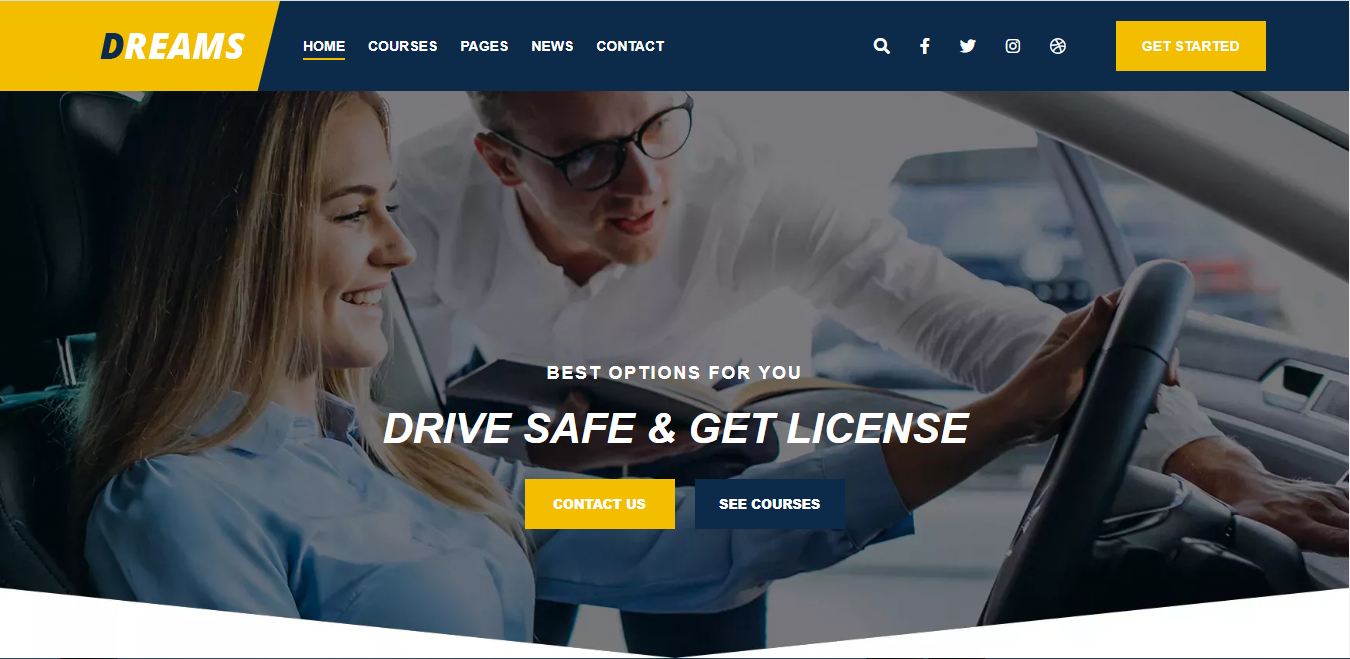 DREAMS
HOME COURSES PAGES NEWS CONTACT
GET STARTED
BEST OPTIONS FOR YOU
DRIVE SAFE & GET LICENSE
CONTACT US
SEE COURSES